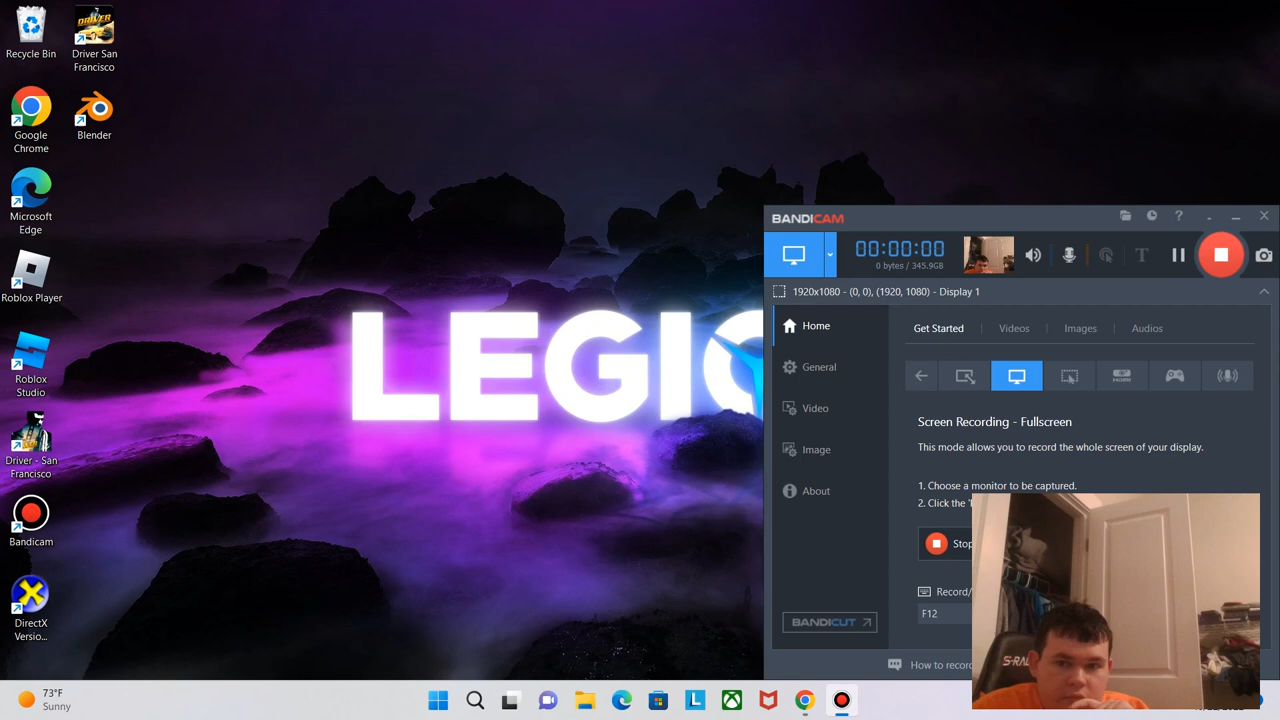 Recycle Bin
Driver San
Francisco
Google
Chrome
Blender
Microsoft
Edge
Roblox Player
Roblox
Studio
Driver - San
Francisco
Bandicam
DirectX
Versio...
LEGIO
BANDICAM
00:00:00
0 bytes / 345.9GB
1920x1080 - (0, 0), (1920, 1080) - Display 1
Home
General
Video
Image
About
BANDICUT
Get Started
Videos
Images
Audios
HDMI
Screen Recording - Fullscreen
This mode allows you to record the whole screen of your display.
1. Choose a monitor to be captured.
2. Click the
Stop
Record/
F12
How to record
73°F
Sunny